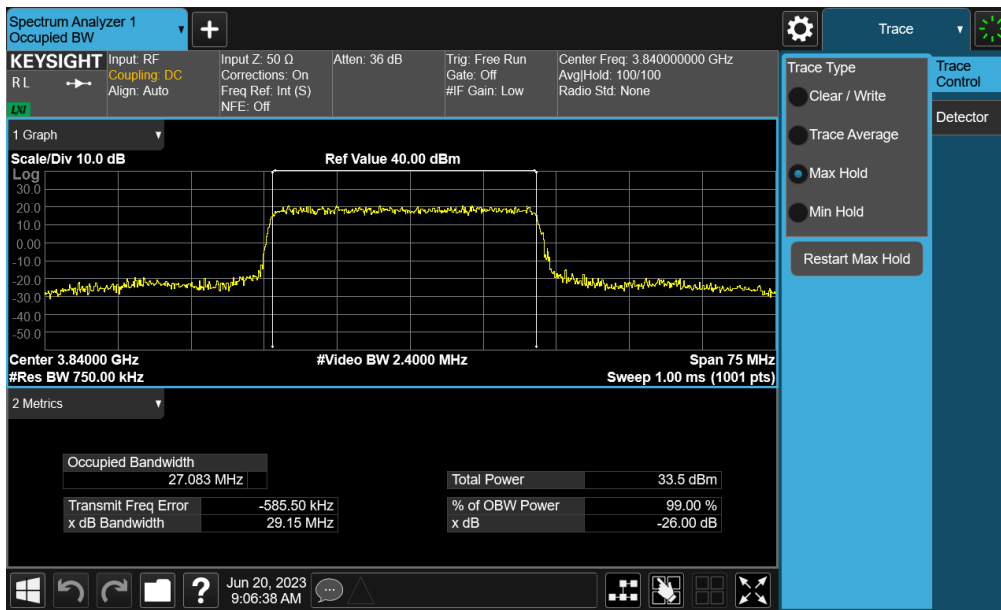 Spectrum Analyzer 1
Occupied BW
+
Trace
KEYSIGHT Input: RF Input Z: 50 Ω Atten: 36 dB Trig: Free Run Center Freq: 3.840000000 GHz
R L Coupling: DC Corrections: On Gate: Off Avg|Hold: 100/100
Align: Auto Freq Ref: Int (S) #IF Gain: Low Radio Std: None
LXI NFE: Off
Trace Type
Clear / Write
Trace Average
Max Hold
Min Hold
Restart Max Hold
Trace
Control
Detector
1 Graph
Scale/Div 10.0 dB Ref Value 40.00 dBm
Log
30.0
20.0
10.0
0.00
-10.0
-20.0
-30.0
-40.0
-50.0
Center 3.84000 GHz #Video BW 2.4000 MHz Span 75 MHz
#Res BW 750.00 kHz Sweep 1.00 ms (1001 pts)
2 Metrics
Occupied Bandwidth
27.083 MHz Total Power 33.5 dBm
Transmit Freq Error -585.50 kHz % of OBW Power 99.00 %
x dB Bandwidth 29.15 MHz x dB -26.00 dB
? Jun 20, 2023
9:06:38 AM